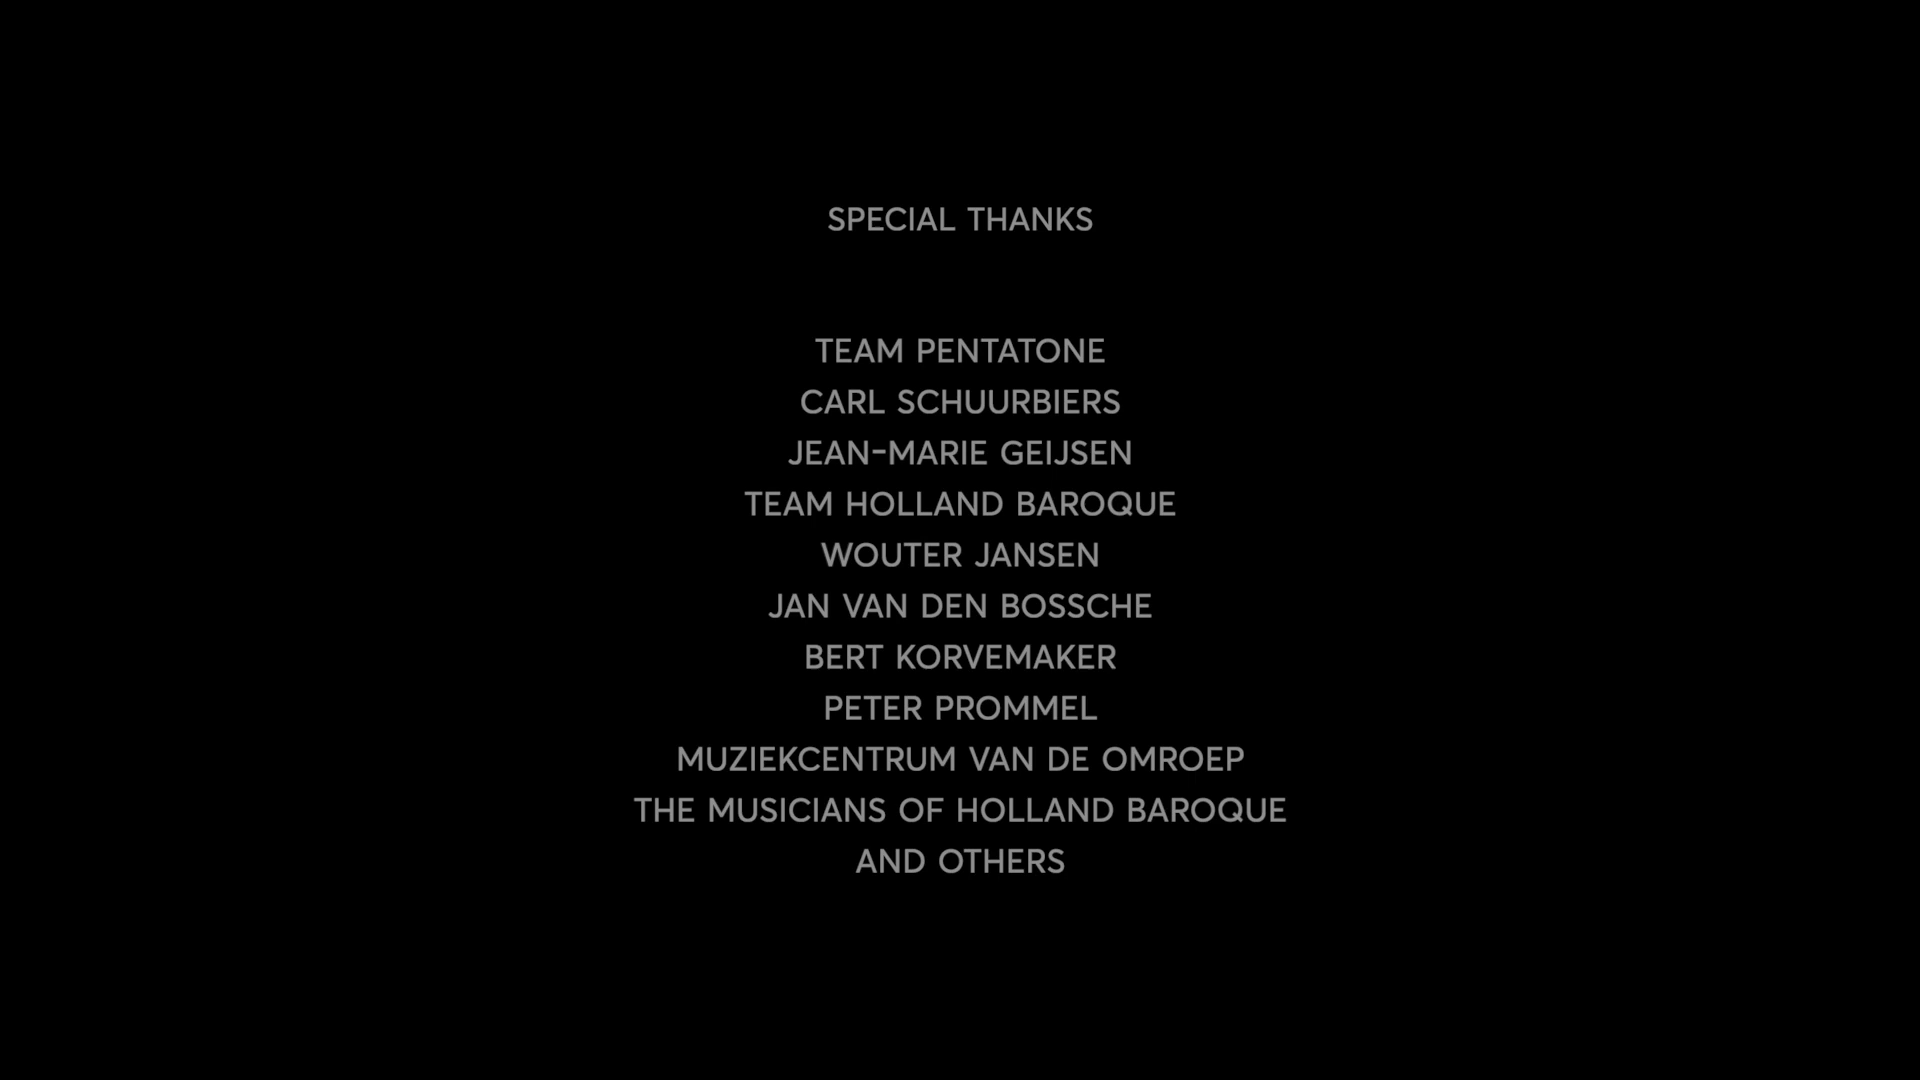 SPECIAL THANKS
TEAM PENTATONE
CARL SCHUURBIERS
JEAN-MARIE GEIJSEN
TEAM HOLLAND BAROQUE
WOUTER JANSEN
JAN VAN DEN BOSSCHE
BERT KORVEMAKER
PETER PROMMEL
MUZIEKCENTRUM VAN DE OMROEP
THE MUSICIANS OF HOLLAND BAROQUE
AND OTHERS